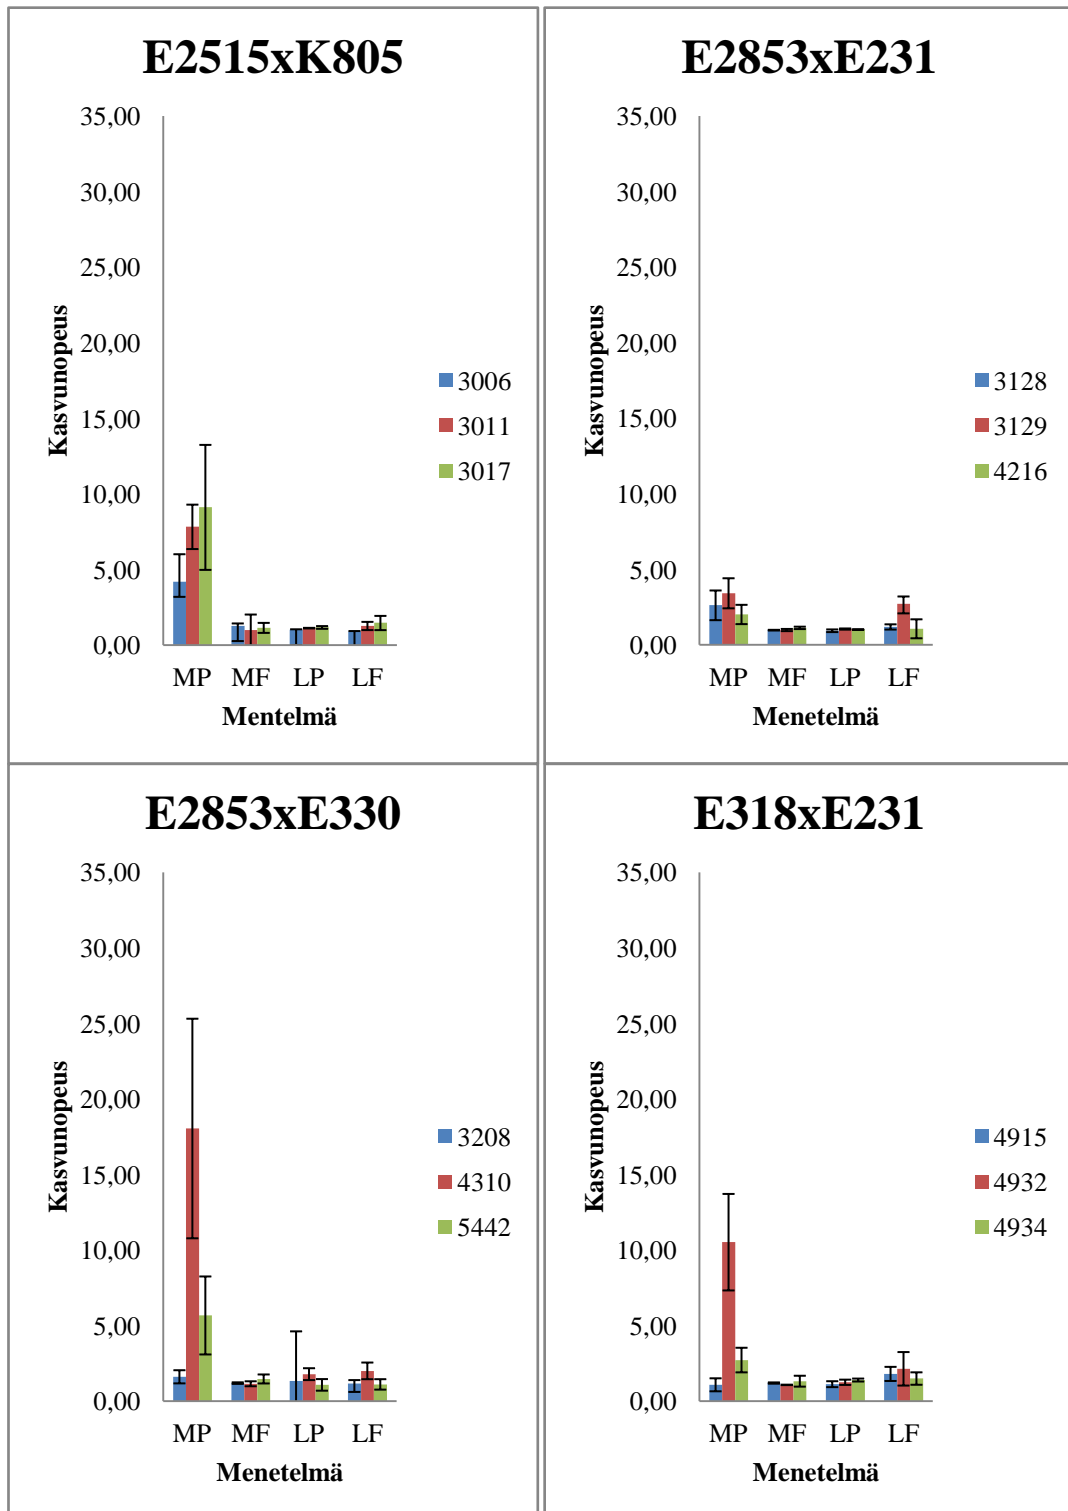 E2515xK805
35,00
30,00
25,00
20,00
15,00
10,00
5,00
0,00
Kasvunopeus
MP MF LP LF
Mentelmä
3006
3011
3017
E2853xE231
35,00
30,00
25,00
20,00
15,00
10,00
5,00
0,00
Kasvunopeus
MP MF LP LF
Menetelmä
3128
3129
4216
E2853xE330
35,00
30,00
25,00
20,00
15,00
10,00
5,00
0,00
Kasvunopeus
MP MF LP LF
Menetelmä
3208
4310
5442
E318xE231
35,00
30,00
25,00
20,00
15,00
10,00
5,00
0,00
Kasvunopeus
MP MF LP LF
Menetelmä
4915
4932
4934